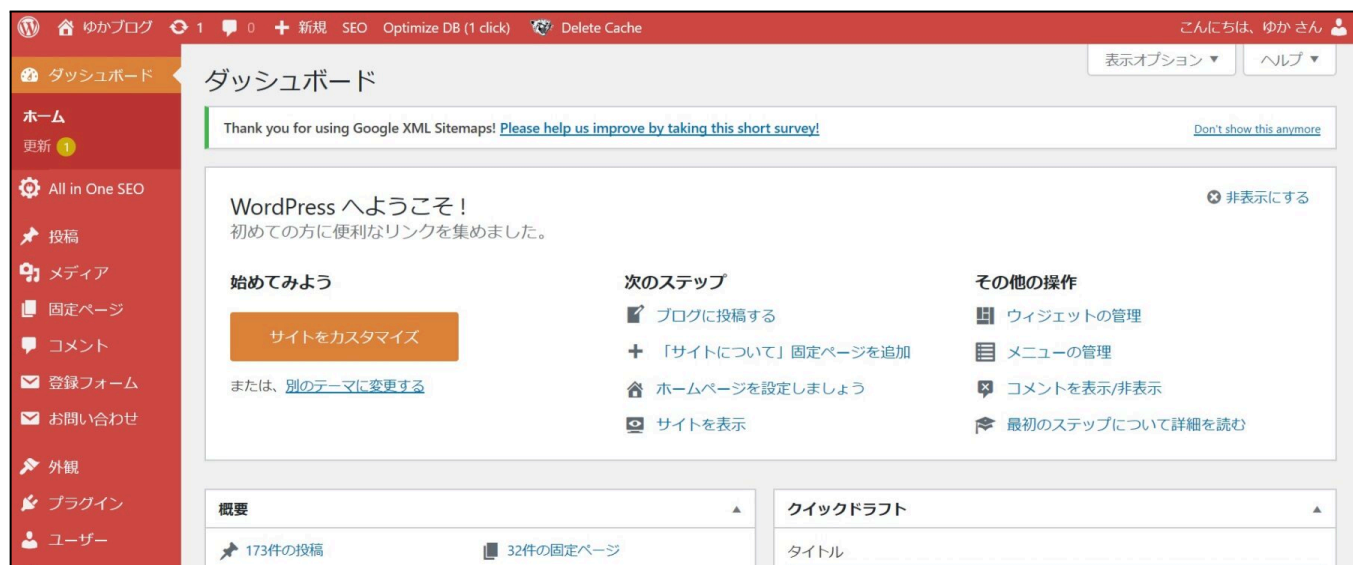 ゆかブログ 1 0 新規 SEO Optimize DB (1 click) Delete Cache こんにちは、ゆか さん
表示オプション ▼ ヘルプ ▼
ダッシュボード
ホーム
更新 1
All in One SEO
投稿
メディア
固定ページ
コメント
登録フォーム
お問い合わせ
外観
プラグイン
ユーザー
ダッシュボード
Thank you for using Google XML Sitemaps! Please help us improve by taking this short survey! Don't show this anymore
WordPress へようこそ !
非表示にする
初めての方に便利なリンクを集めました。
始めてみよう
サイトをカスタマイズ
または、別のテーマに変更する
次のステップ
ブログに投稿する
「サイトについて」固定ページを追加
ホームページを設定しましょう
サイトを表示
その他の操作
ウィジェットの管理
メニューの管理
コメントを表示/非表示
最初のステップについて詳細を読む
概要
173件の投稿 32件の固定ページ
クイックドラフト
タイトル